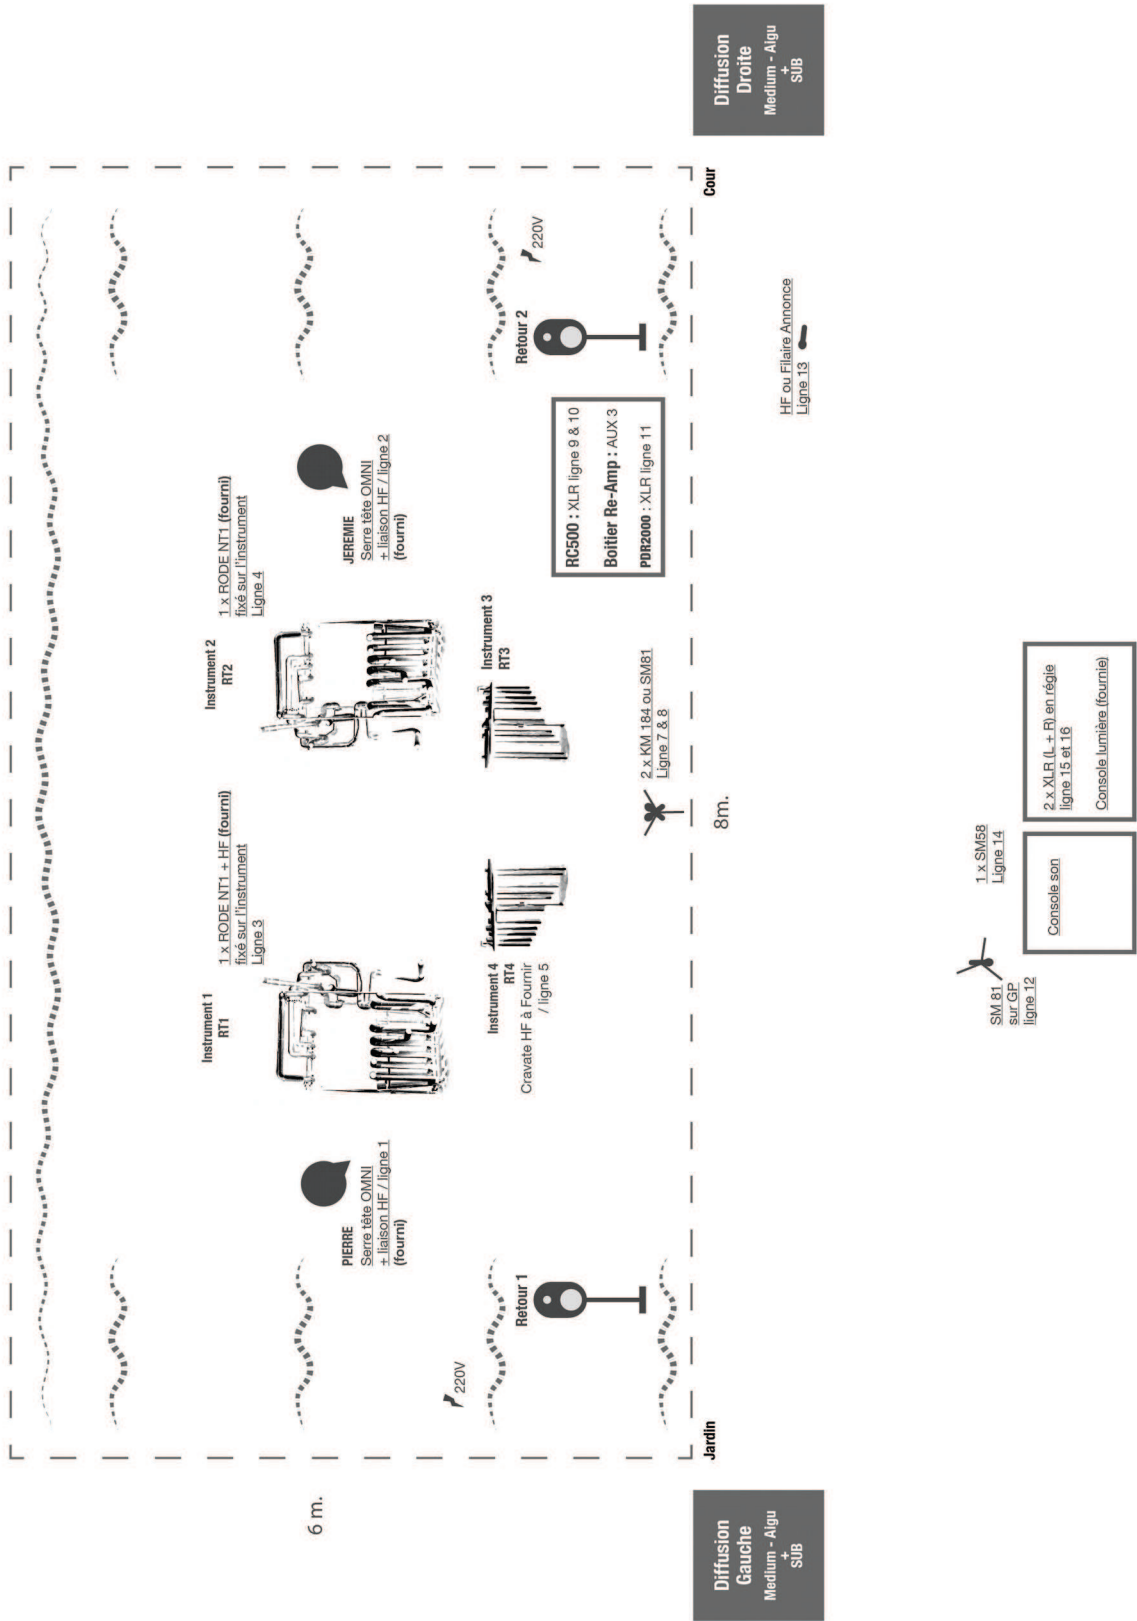 Instrument 1
RT1
1 x RODE NT1 + HF (fourni)
fixé sur l'instrument
Ligne 3
Instrument 2
RT2
1 x RODE NT1 (fourni)
fixé sur l'instrument
Ligne 4
6 m.
PIERRE
Serre tête OMNI
+ liaison HF / ligne 1
(fourni)
JEREMIE
Serre tête OMNI
+ liaison HF / ligne 2
(fourni)
220V
Retour 1
Instrument 4
RT4
Cravate HF à Fournir
/ ligne 5
Instrument 3
RT3
Retour 2
220V
RC500 : XLR ligne 9 & 10
Boitier Re-Amp : AUX 3
PDR2000 : XLR ligne 11
2 x KM 184 ou SM81
Ligne 7 & 8
Jardin
8m.
Cour
Diffusion
Gauche
Medium - Aigu
+
SUB
Diffusion
Droite
Medium - Aigu
+
SUB
HF ou Filaire Annonce
Ligne 13
SM 81
sur GP
ligne 12
1 x SM58
Ligne 14
Console son
2 x XLR (L + R) en régie
ligne 15 et 16
Console lumière (fournie)